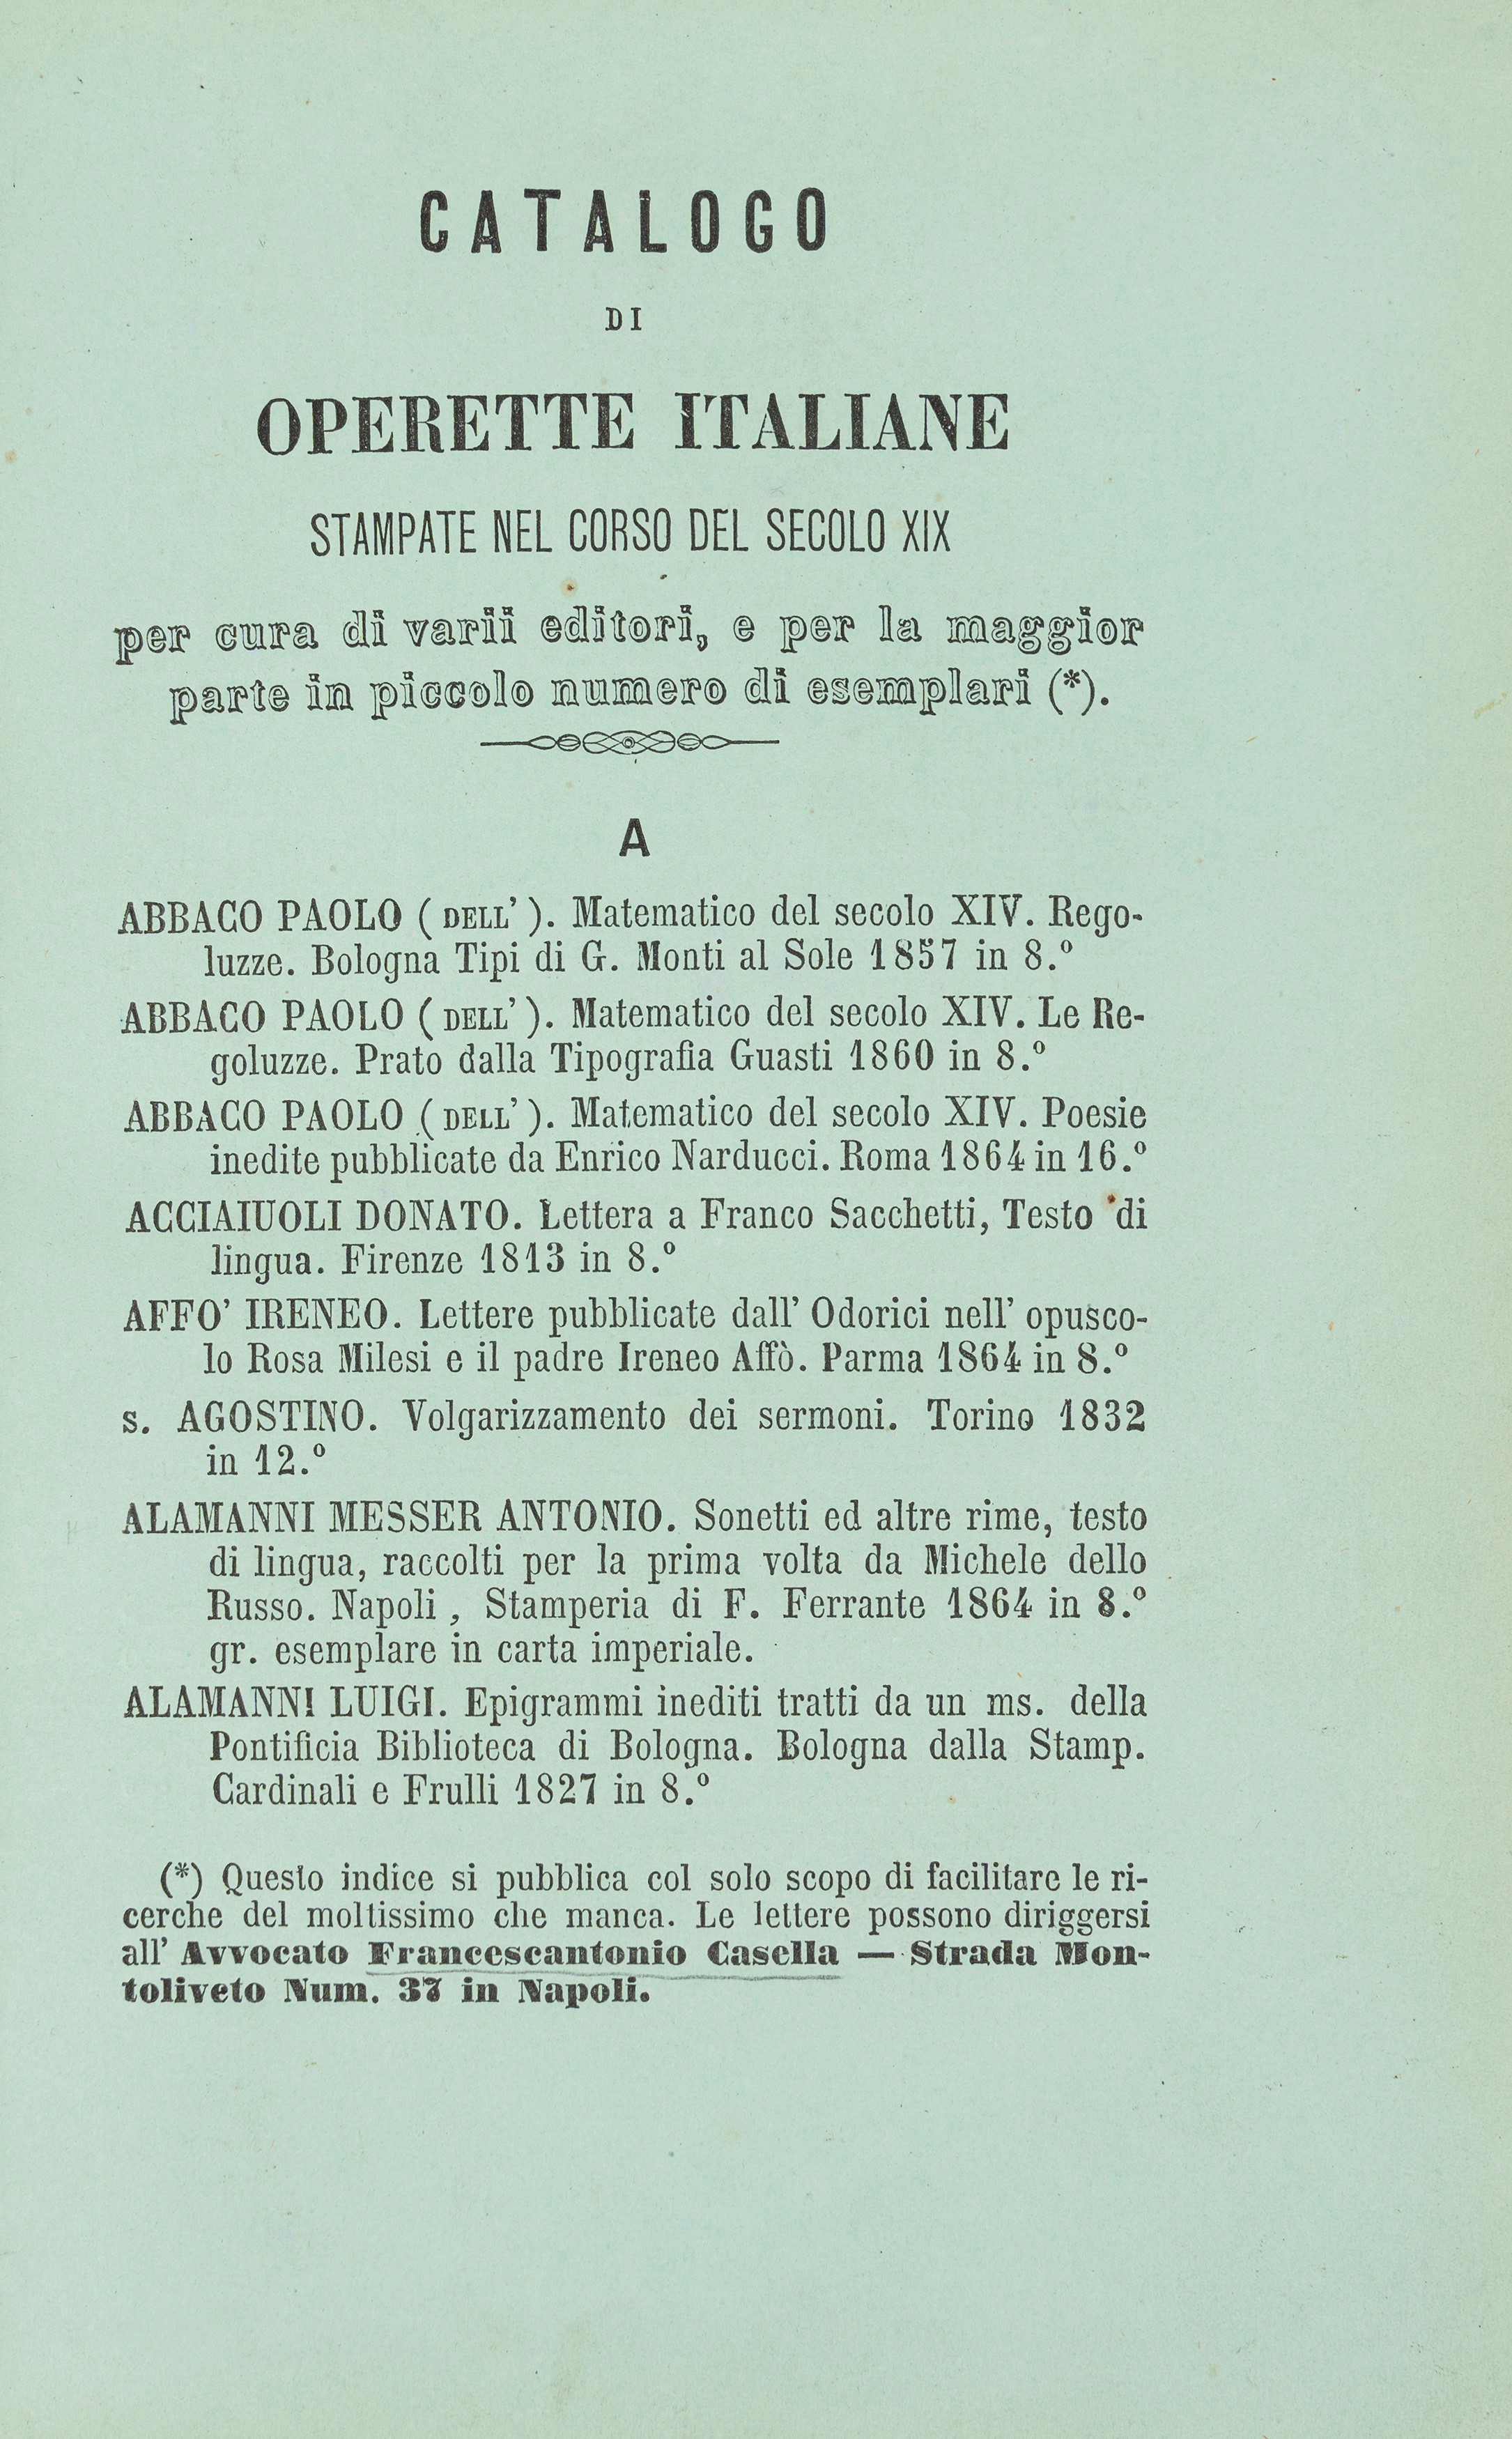 CATALOGO
DI
OPERETTE ITALIANE
STAMPATE NEL CORSO DEL SECOLO XIX
per cura di varii editori, e per la maggior
parte in piccolo numero di esemplari (*).
A
ABBACO PAOLO (DELL'). Matematico del secolo XIV. Rego-
luzze. Bologna Tipi di G. Monti al Sole 1857 in 8.º
ABBACO PAOLO (DELL'). Matematico del secolo XIV. Le Re-
goluzze. Prato dalla Tipografia Guasti 1860 in 8.º
ABBACO PAOLO (DELL'). Matematico del secolo XIV. Poesie
inedite pubblicate da Enrico Narducci. Roma 1864 in 16.º
ACCIAIUOLI DONATO. Lettera a Franco Sacchetti, Testo di
lingua. Firenze 1813 in 8.º
AFFO' IRENEO. Lettere pubblicate dall' Odorici nell' opusco-
lo Rosa Milesi e il padre Ireneo Affò. Parma 1864 in 8.º
s. AGOSTINO. Volgarizzamento dei sermoni. Torino 1832
in 12.º
ALAMANNI MESSER ANTONIO. Sonetti ed altre rime, testo
di lingua, raccolti per la prima volta da Michele dello
Russo. Napoli, Stamperia di F. Ferrante 1864 in 8.º
gr. esemplare in carta imperiale.
ALAMANNI LUIGI. Epigrammi inediti tratti da un ms. della
Pontificia Biblioteca di Bologna. Bologna dalla Stamp.
Cardinali e Frulli 1827 in 8.º
(*) Questo indice si pubblica col solo scopo di facilitare le ri-
cerche del moltissimo che manca. Le lettere possono diriggersi
all' Avvocato Francescantonio Casella — Strada Mon-
toliveto Num. 37 in Napoli.